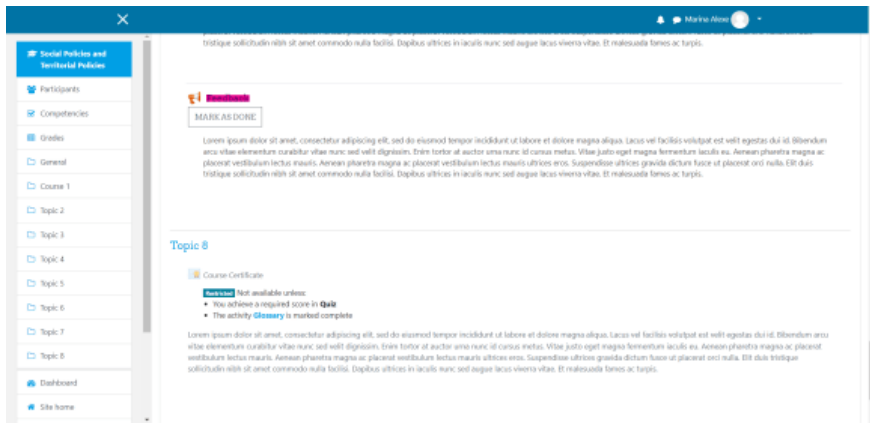 Marina Alexe
Social Policies and
Territorial Policies
Participants
Competencies
Grades
General
Course 1
Topic 2
Topic 3
Topic 4
Topic 5
Topic 6
Topic 7
Topic 8
Dashboard
Site home
tristique sollicitudin nibh sit amet commodo nulla facilisi. Dapibus ultrices in iaculis nunc sed augue lacus viverra vitae. Et malesuada fames ac turpis.
Feedback
MARK AS DONE
Lorem ipsum dolor sit amet, consectetur adipiscing elit, sed do eiusmod tempor incididunt ut labore et dolore magna aliqua. Lacus vel facilisis volutpat est velit egestas dui id. Bibendum
arcu vitae elementum curabitur vitae nunc sed velit dignissim. Enim tortor at auctor urna nunc id cursus metus. Vitae justo eget magna fermentum iaculis eu. Aenean pharetra magna ac
placerat vestibulum lectus mauris. Aenean pharetra magna ac placerat vestibulum lectus mauris ultrices eros. Suspendisse ultrices gravida dictum fusce ut placerat orci nulla. Elit duis
tristique sollicitudin nibh sit amet commodo nulla facilisi. Dapibus ultrices in iaculis nunc sed augue lacus viverra vitae. Et malesuada fames ac turpis.
Topic 8
Course Certificate
Restricted Not available unless:
You achieve a required score in Quiz
The activity Glossary is marked complete
Lorem ipsum dolor sit amet, consectetur adipiscing elit, sed do eiusmod tempor incididunt ut labore et dolore magna aliqua. Lacus vel facilisis volutpat est velit egestas dui id. Bibendum arcu
vitae elementum curabitur vitae nunc sed velit dignissim. Enim tortor at auctor urna nunc id cursus metus. Vitae justo eget magna fermentum iaculis eu. Aenean pharetra magna ac placerat
vestibulum lectus mauris. Aenean pharetra magna ac placerat vestibulum lectus mauris ultrices eros. Suspendisse ultrices gravida dictum fusce ut placerat orci nulla. Elit duis tristique
sollicitudin nibh sit amet commodo nulla facilisi. Dapibus ultrices in iaculis nunc sed augue lacus viverra vitae. Et malesuada fames ac turpis.